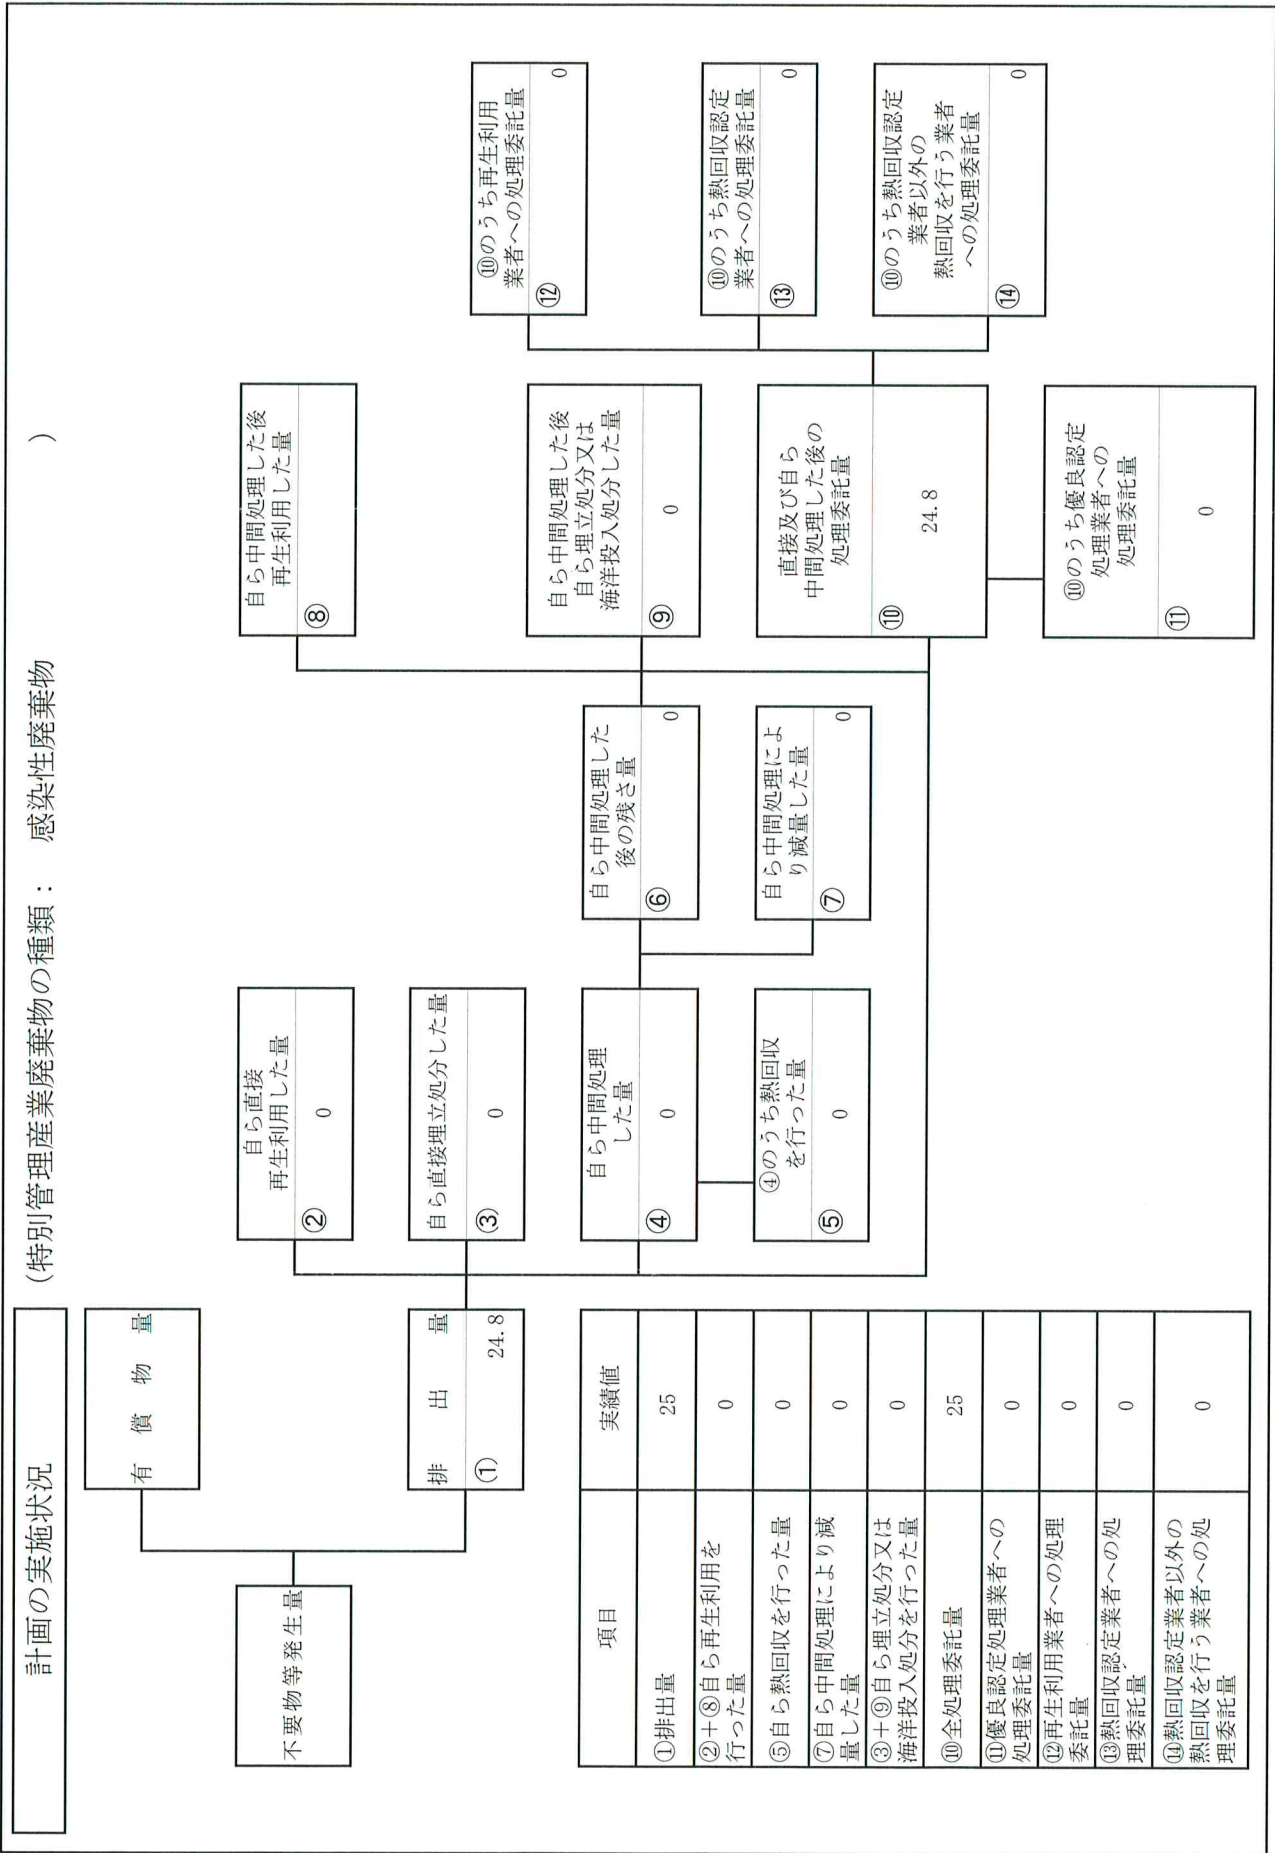 計画の実施状況
(特別管理産業廃棄物の種類： 感染性廃棄物 )
不要物等発生量
有償物量
排出量
① 24.8
自ら直接
再生利用した量
② 0
自ら直接埋立処分した量
③ 0
自ら中間処理
した量
④ 0
④のうち熱回収
を行った量
⑤ 0
自ら中間処理した
後の残さ量
⑥ 0
自ら中間処理によ
り減量した量
⑦ 0
自ら中間処理した後
再生利用した量
⑧
自ら中間処理した後
自ら埋立処分又は
海洋投入処分した量
⑨ 0
直接及び自ら
中間処理した後の
処理委託量
⑩ 24.8
⑩のうち優良認定
処理業者への
処理委託量
⑪ 0
⑩のうち再生利用
業者への処理委託量
⑫ 0
⑩のうち熱回収認定
業者への処理委託量
⑬ 0
⑩のうち熱回収認定
業者以外の
熱回収を行う業者
への処理委託量
⑭ 0
項目 実績値
①排出量 25
②+⑧自ら再生利用を
行った量 0
⑤自ら熱回収を行った量 0
⑦自ら中間処理により減
量した量 0
③+⑨自ら埋立処分又は
海洋投入処分を行った量 0
⑩全処理委託量 25
⑪優良認定処理業者への
処理委託量 0
⑫再生利用業者への処理
委託量 0
⑬熱回収認定業者への処
理委託量 0
⑭熱回収認定業者以外の
熱回収を行う業者への処
理委託量 0